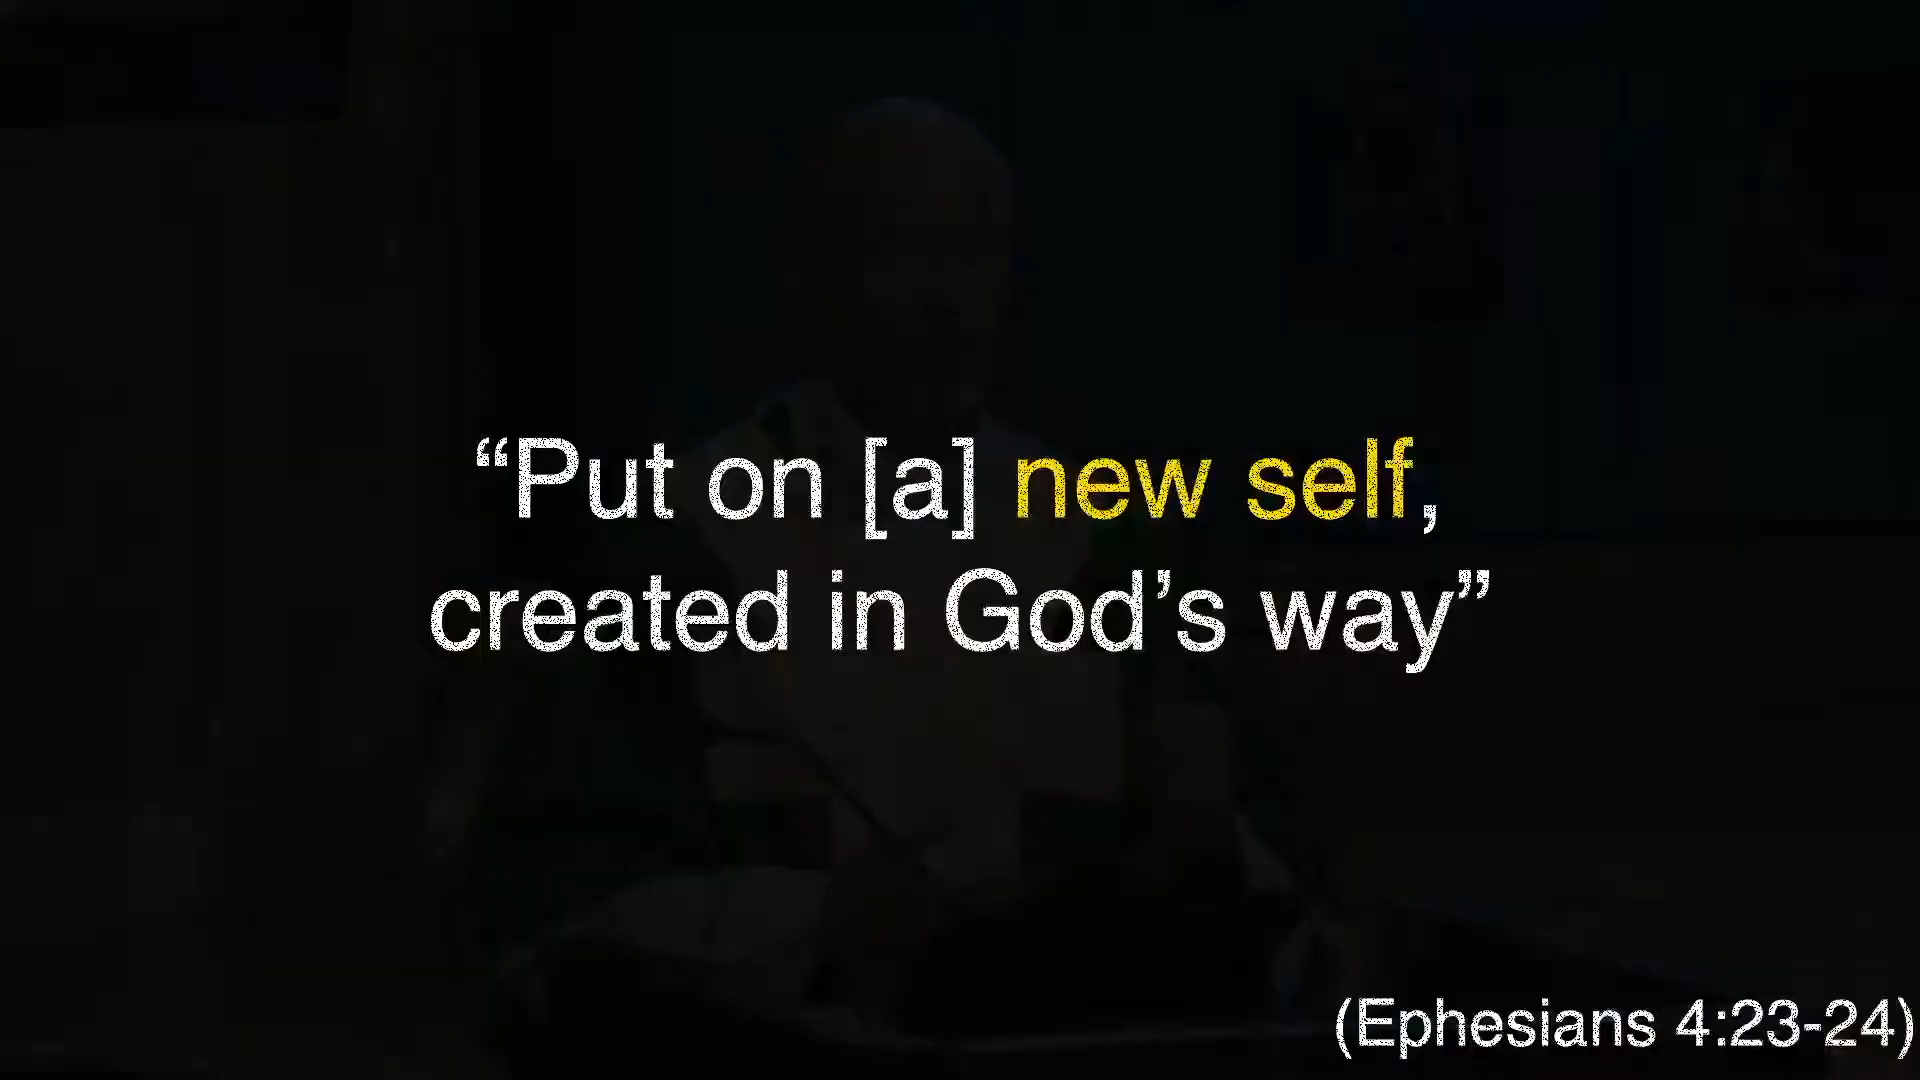 “Put on [a] new self,
created in God’s way”
(Ephesians 4:23-24)